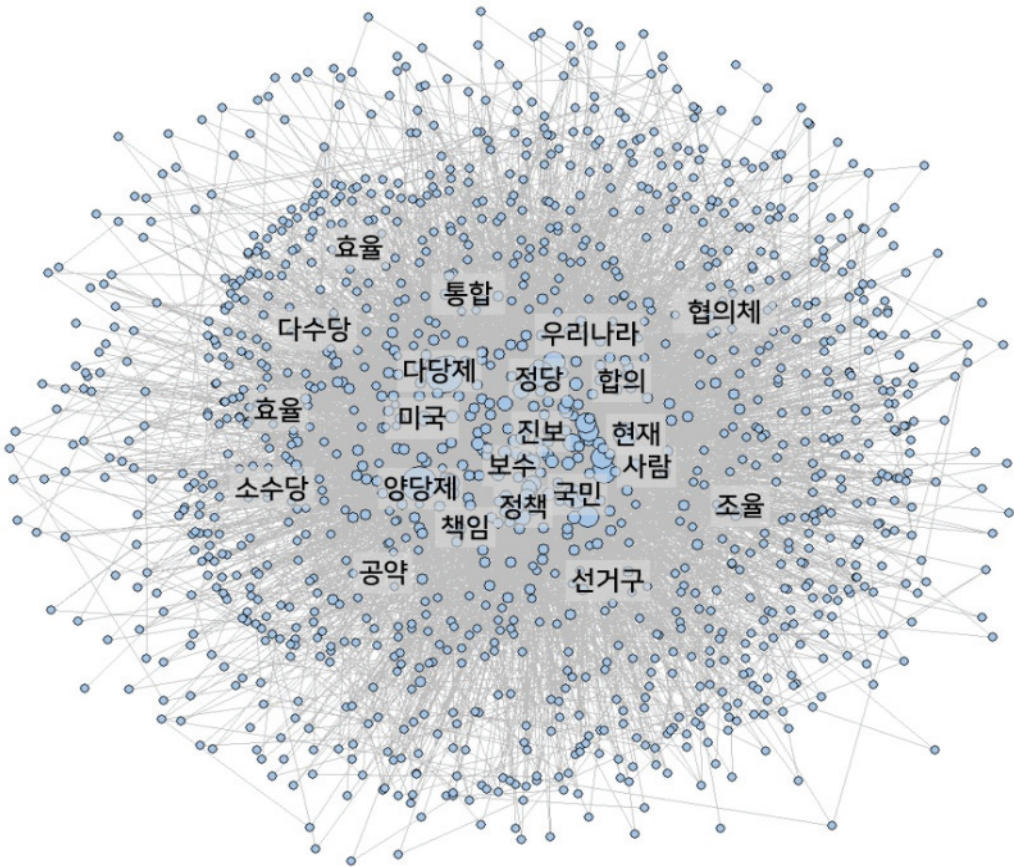 효율
통합
협의체
다수당
우리나라
다당제
정당
합의
효율
미국
진보
현재
보수
사람
소수당
양당제
정책
국민
조율
책임
공약
선거구